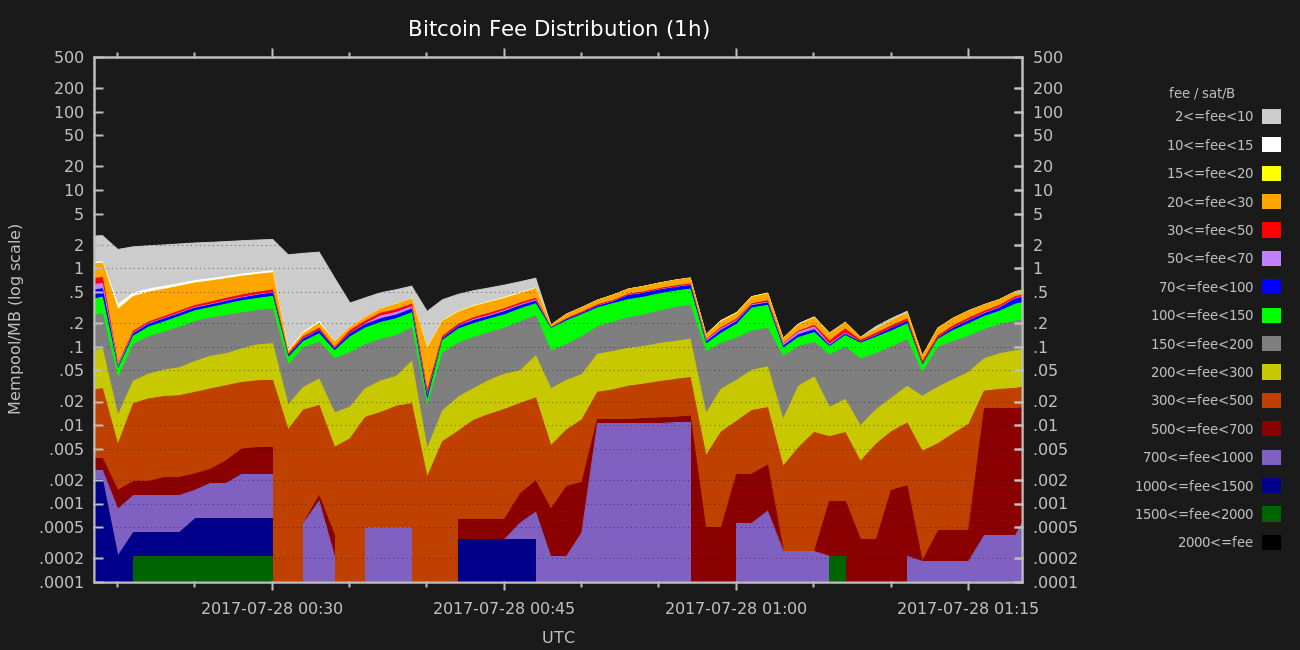 Bitcoin Fee Distribution (1h)
500 500
200 200
100 100
50 50
20 20
10 10
5 5
2 2
1 1
.5 .5
.2 .2
.1 .1
.05 .05
.02 .02
.01 .01
.005 .005
.002 .002
.001 .001
.0005 .0005
.0002 .0002
.0001 .0001
Mempool/MB (log scale)
2017-07-28 00:30 2017-07-28 00:45 2017-07-28 01:00 2017-07-28 01:15
UTC
fee / sat/B
2<=fee<10
10<=fee<15
15<=fee<20
20<=fee<30
30<=fee<50
50<=fee<70
70<=fee<100
100<=fee<150
150<=fee<200
200<=fee<300
300<=fee<500
500<=fee<700
700<=fee<1000
1000<=fee<1500
1500<=fee<2000
2000<=fee